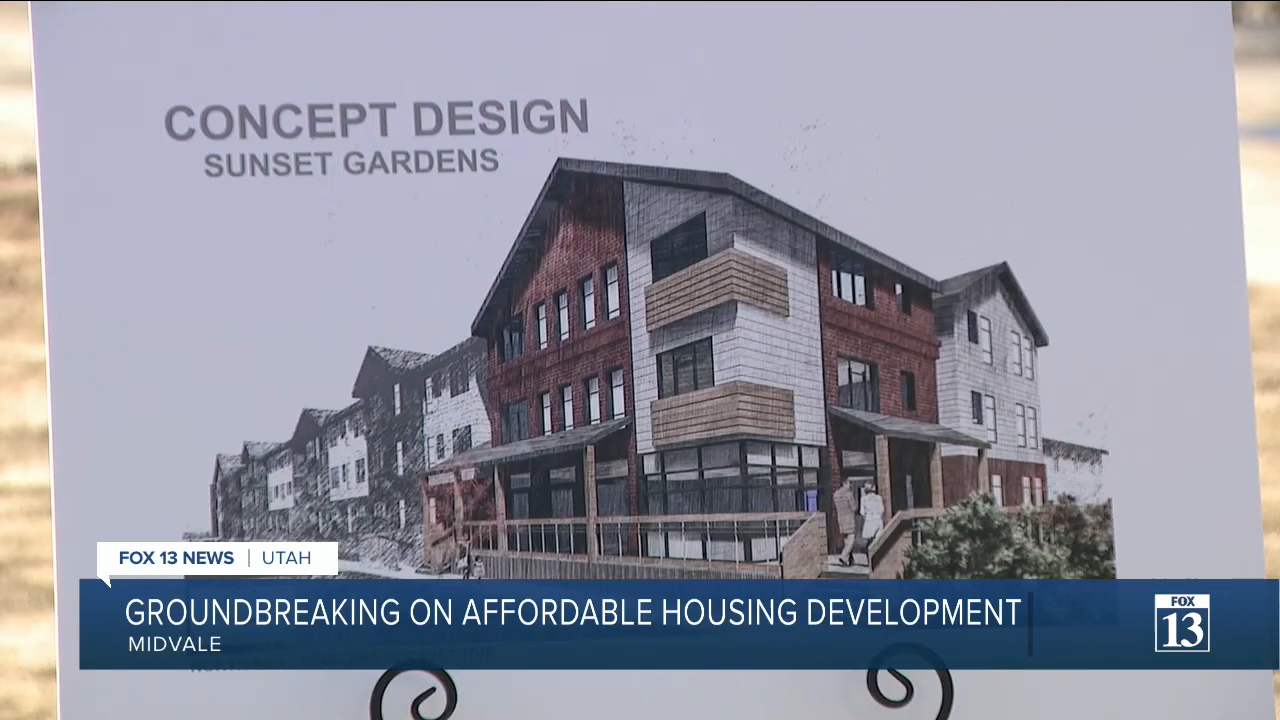 CONCEPT DESIGN
SUNSET GARDENS
FOX 13 NEWS | UTAH
GROUNDBREAKING ON AFFORDABLE HOUSING DEVELOPMENT
MIDVALE
FOX
13